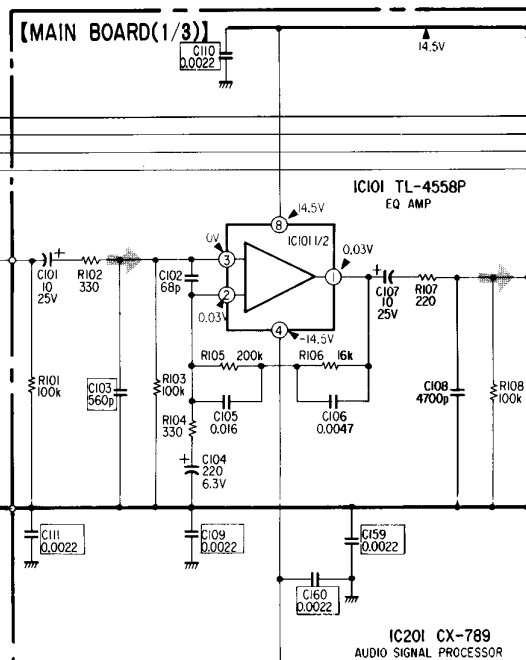 【MAIN BOARD(1/3)】
C110
0.0022
14.5V
IC101 TL-4558P
EQ AMP
8
14.5V
IC101 1/2
0V
3
0.03V
1
C101
10
25V
+
R102
330
C102
68p
2
0.03V
4
-14.5V
+
C107
10
25V
R107
220
R105 200k
R106 16k
R101
100k
C103
560p
R103
100k
C105
0.016
C106
0.0047
C108
4700p
R108
100k
R104
330
+
C104
220
6.3V
C111
0.0022
C109
0.0022
C159
0.0022
C160
0.0022
IC201 CX-789
AUDIO SIGNAL PROCESSOR